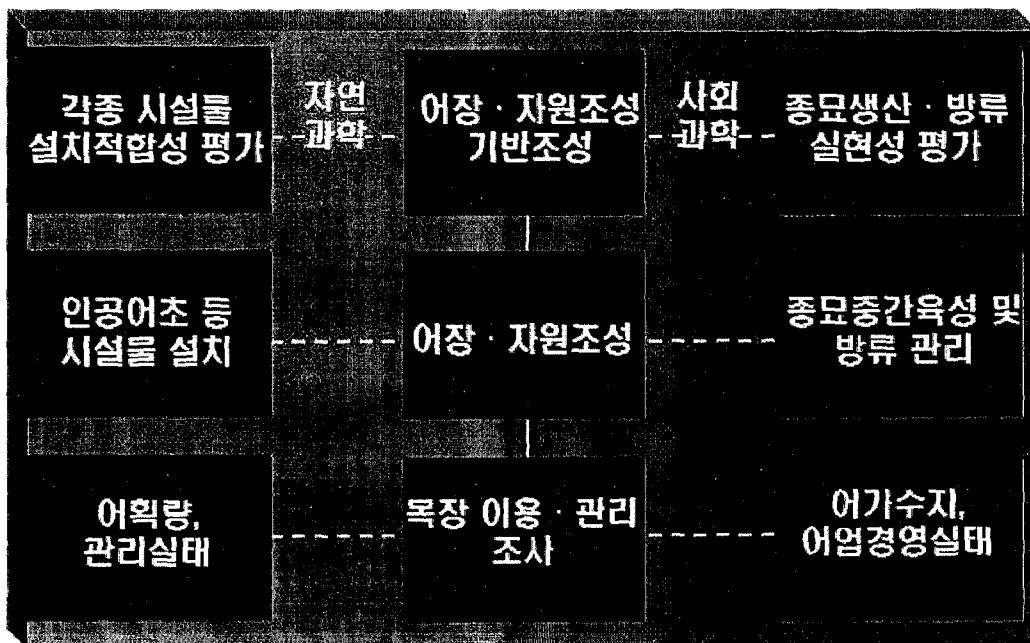 각종 시설물
설치적합성 평가
자연
과학
어장 · 자원조성
기반조성
사회
과학
종묘생산 · 방류
실현성 평가
인공어초 등
시설물 설치
어장 · 자원조성
종묘중간육성 및
방류 관리
어획량,
관리실태
목장 이용 · 관리
조사
어가수지,
어업경영실태